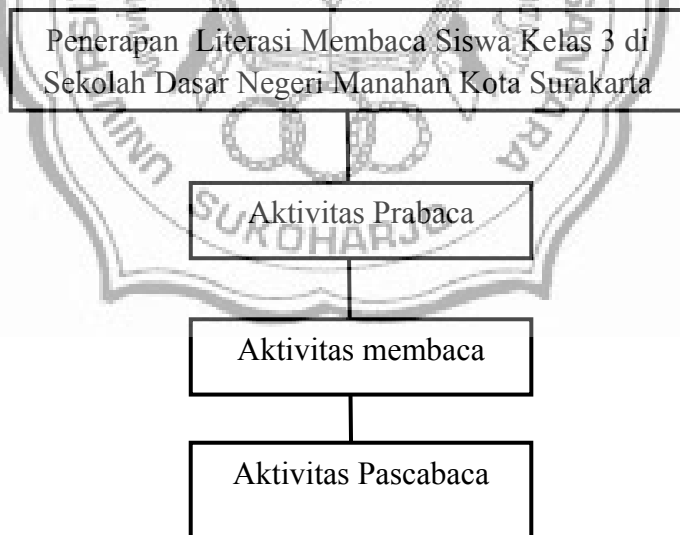 Penerapan Literasi Membaca Siswa Kelas 3 di
Sekolah Dasar Negeri Manahan Kota Surakarta
Aktivitas Prabaca
SUKOHARJO
Aktivitas membaca
Aktivitas Pascabaca